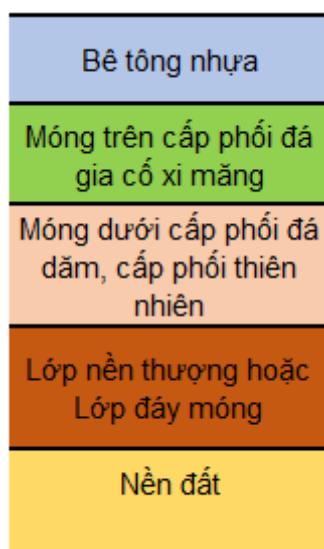 Bê tông nhựa
Móng trên cấp phối đá
gia cố xi măng
Móng dưới cấp phối đá
dăm, cấp phối thiên
nhiên
Lớp nền thượng hoặc
Lớp đáy móng
Nền đất